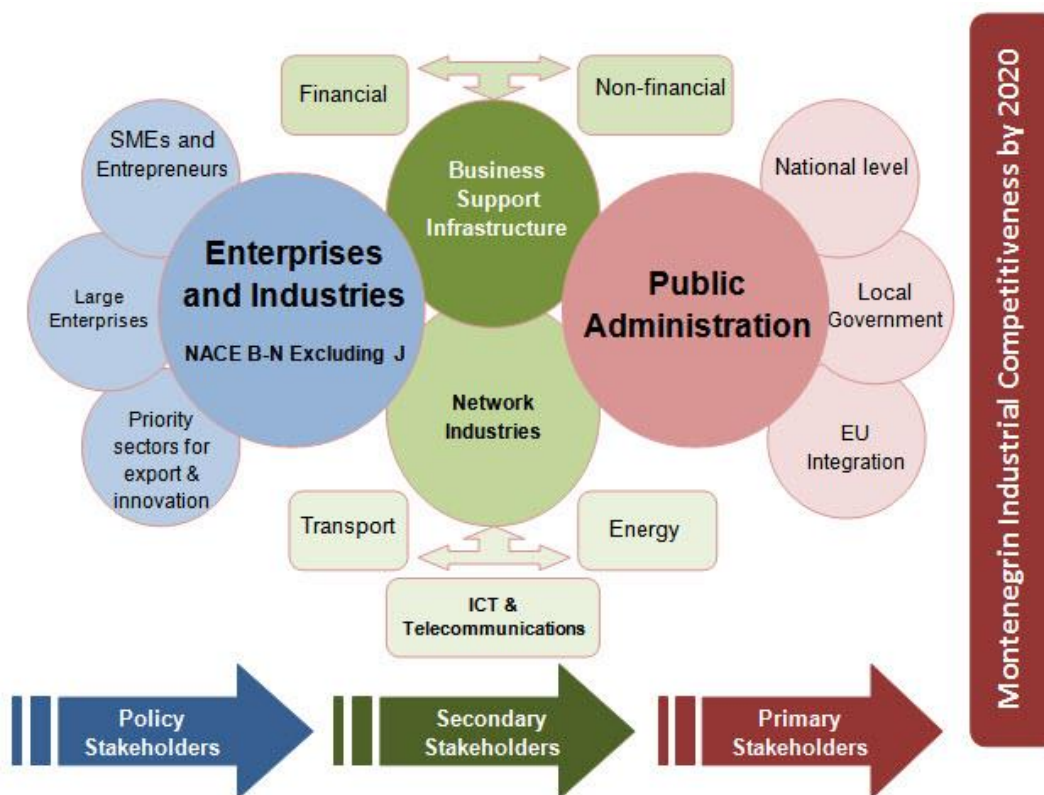 Financial
Non-financial
SMEs and
Entrepreneurs
Business
Support
Infrastructure
National level
Enterprises
and Industries
NACE B-N Excluding J
Public
Administration
Large
Enterprises
Local
Government
Network
Industries
Priority
sectors for
export &
innovation
EU
Integration
Transport
Energy
ICT &
Telecommunications
Policy
Stakeholders
Secondary
Stakeholders
Primary
Stakeholders
Montenegrin Industrial Competitiveness by 2020